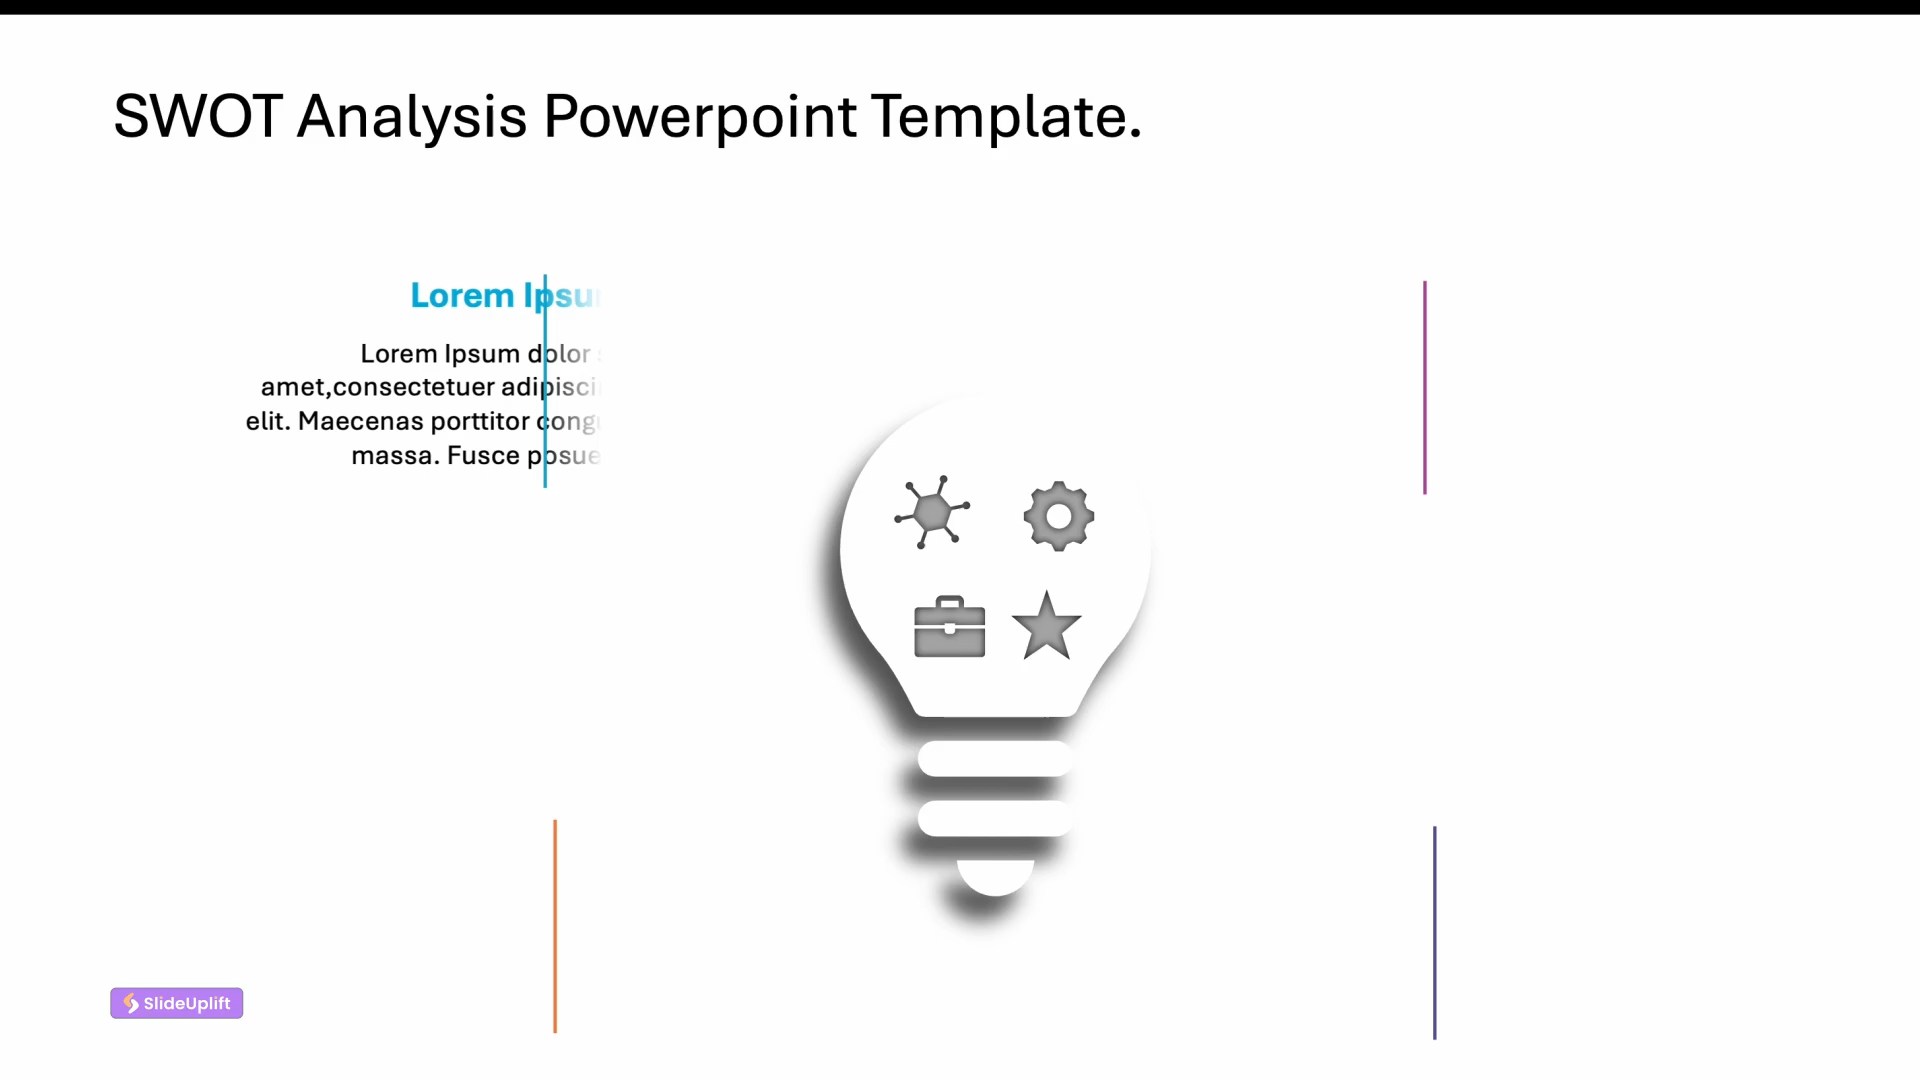 SWOT Analysis Powerpoint Template.
Lorem Ipsu
Lorem Ipsum dolor
amet,consectetuer adipisci
elit. Maecenas porttitor cong
massa. Fusce posue
SlideUplift